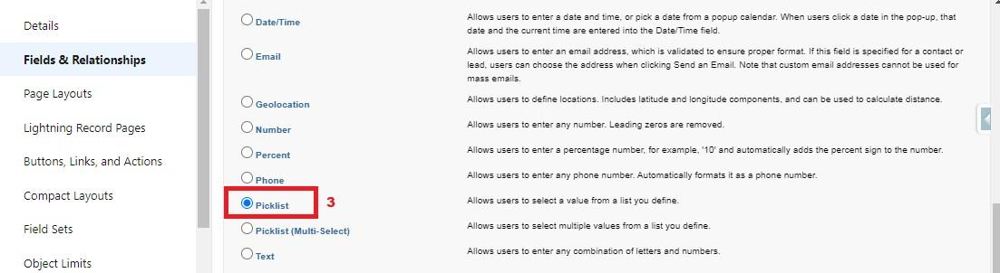 Details
Fields & Relationships
Page Layouts
Lightning Record Pages
Buttons, Links, and Actions
Compact Layouts
Field Sets
Object Limits
Date/Time
Allows users to enter a date and time, or pick a date from a popup calendar. When users click a date in the pop-up, that
date and the current time are entered into the Date/Time field.
Email
Allows users to enter an email address, which is validated to ensure proper format. If this field is specified for a contact or
lead, users can choose the address when clicking Send an Email. Note that custom email addresses cannot be used for
mass emails.
Geolocation
Allows users to define locations. Includes latitude and longitude components, and can be used to calculate distance.
Number
Allows users to enter any number. Leading zeros are removed.
Percent
Allows users to enter a percentage number, for example, '10' and automatically adds the percent sign to the number.
Phone
Allows users to enter any phone number. Automatically formats it as a phone number.
Picklist
3
Allows users to select a value from a list you define.
Picklist (Multi-Select)
Allows users to select multiple values from a list you define.
Text
Allows users to enter any combination of letters and numbers.